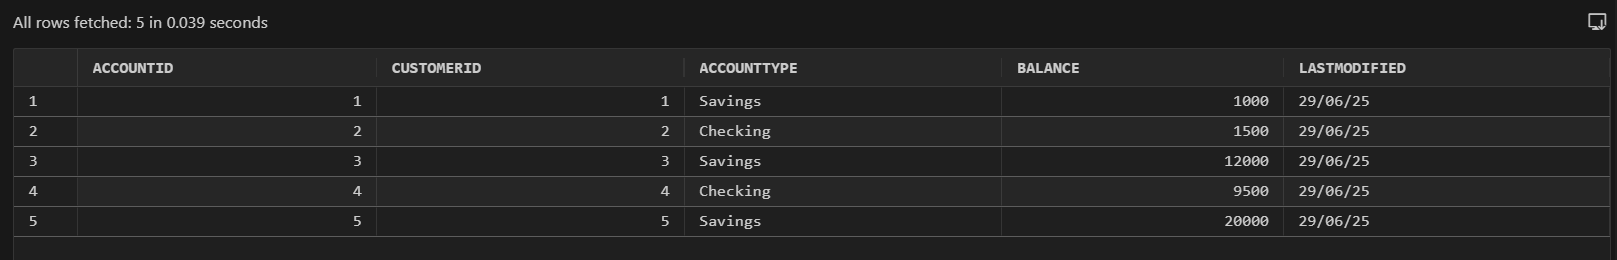 All rows fetched: 5 in 0.039 seconds
ACCOUNTID CUSTOMERID ACCOUNTTYPE BALANCE LASTMODIFIED
1 1 1 Savings 1000 29/06/25
2 2 2 Checking 1500 29/06/25
3 3 3 Savings 12000 29/06/25
4 4 4 Checking 9500 29/06/25
5 5 5 Savings 20000 29/06/25